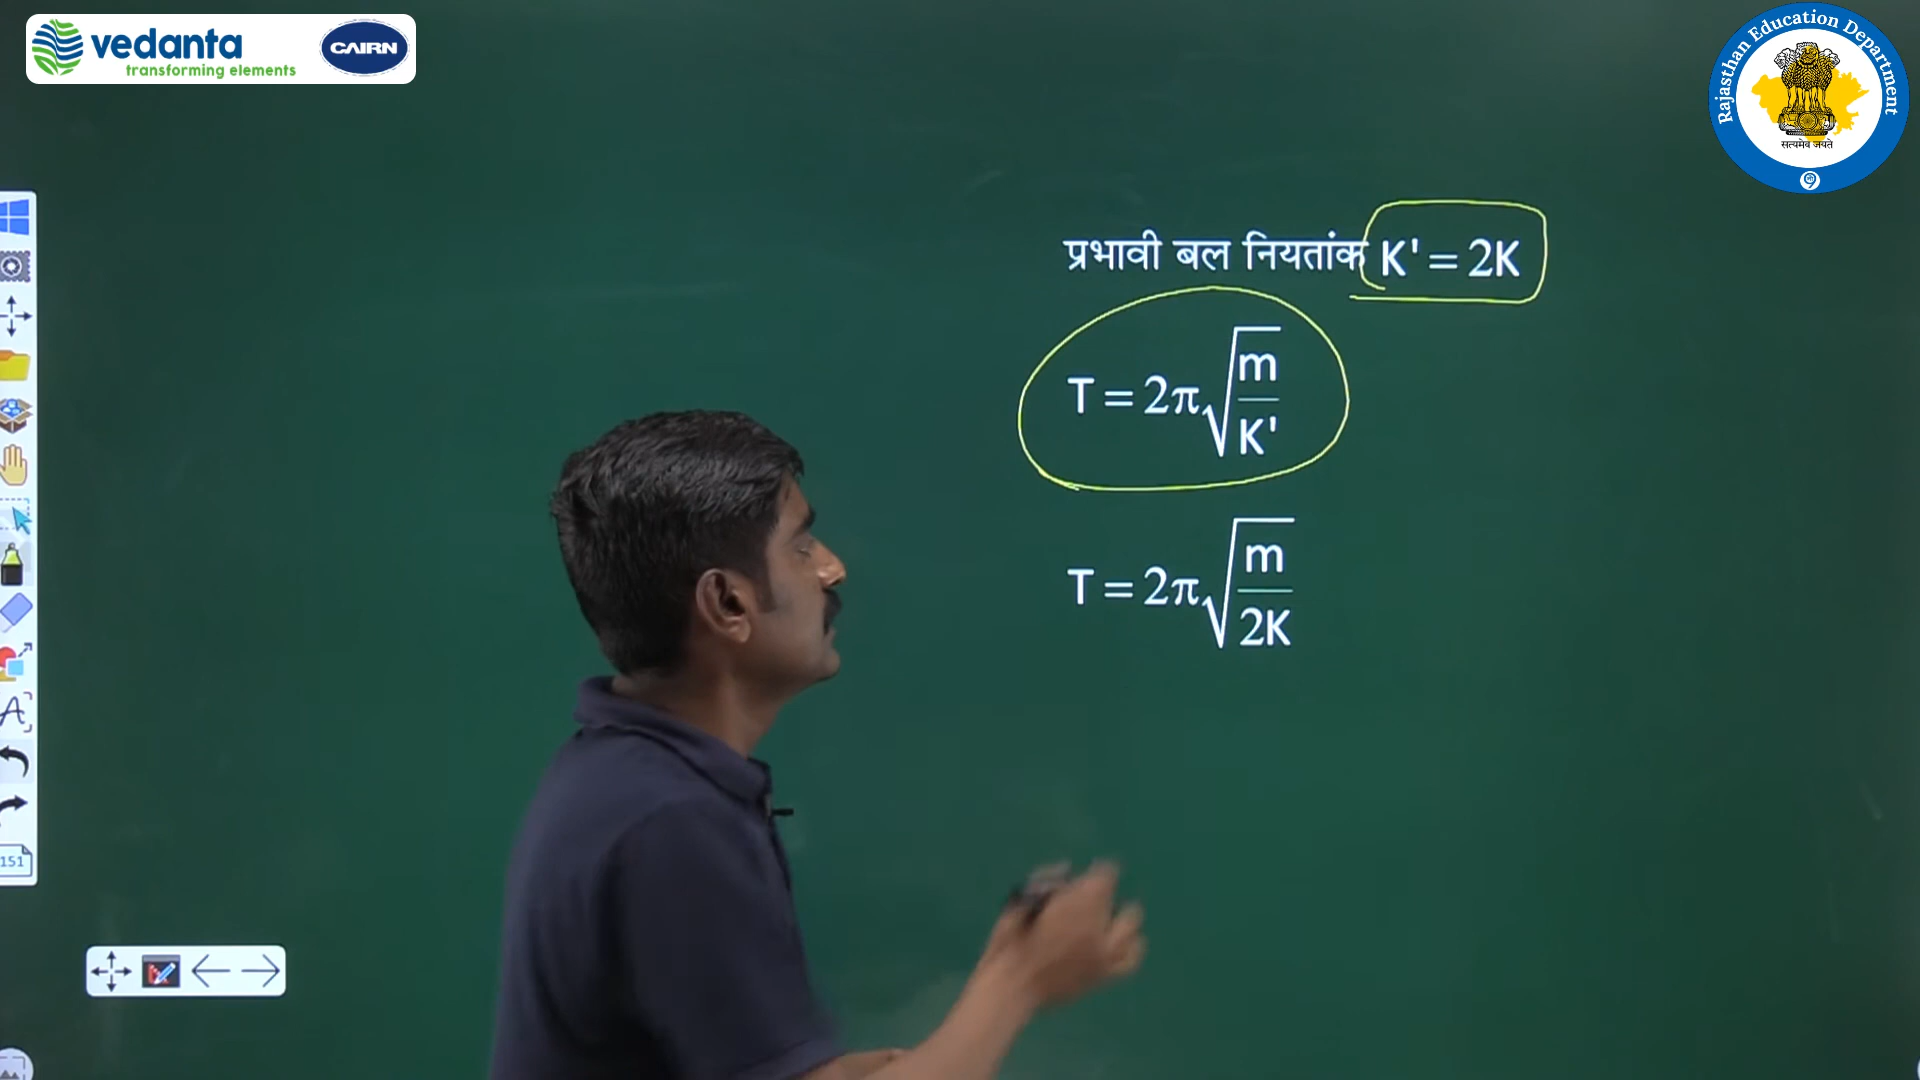 vedanta
transforming elements
CAIRN
Rajasthan Education Department
सत्यमेव जयते
प्रभावी बल नियतांक K' = 2K
T = 2π√(m/K')
T = 2π√(m/2K)
A
151